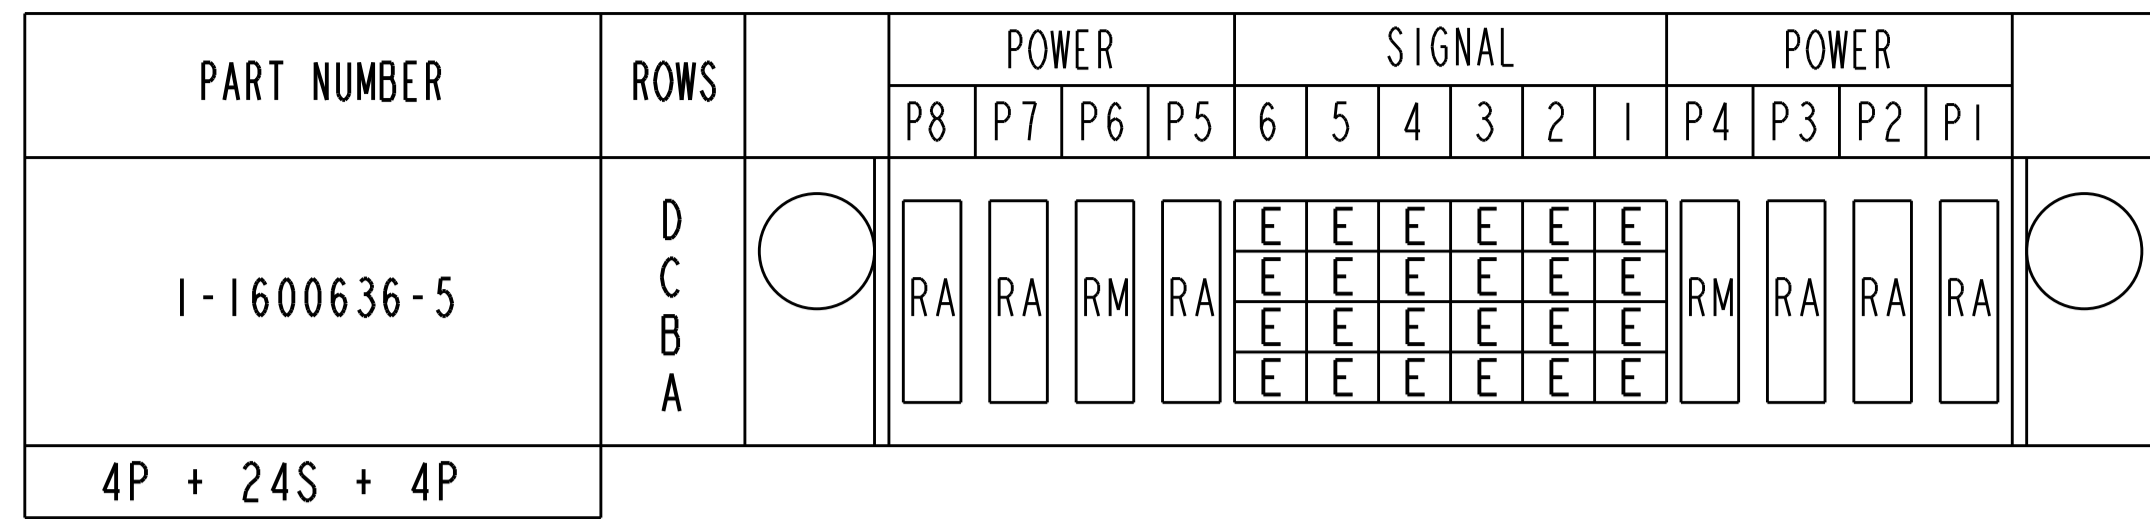 PART NUMBER ROWS POWER SIGNAL POWER
P8 P7 P6 P5 6 5 4 3 2 1 P4 P3 P2 P1
1-1600636-5
D E E E E E E
C E E E E E E
RA RA RM RA RM RA RA RA
B E E E E E E
A E E E E E E
4P + 24S + 4P